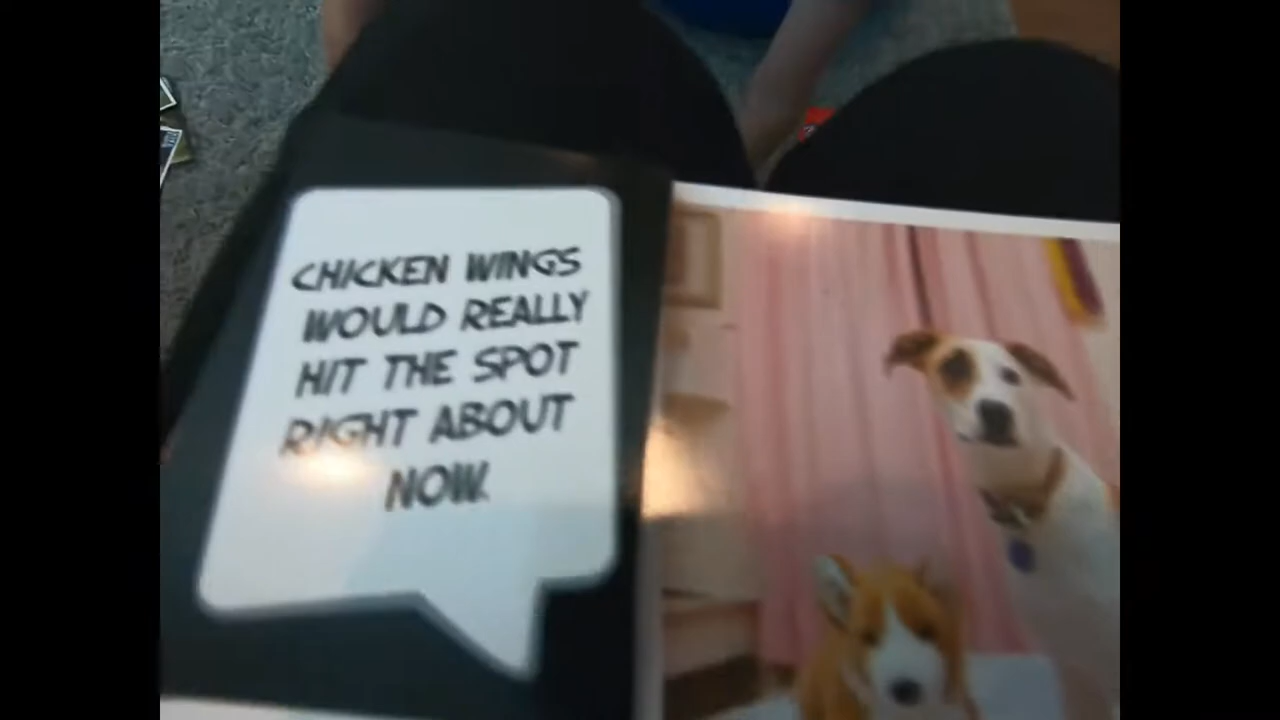 CHICKEN WINGS
WOULD REALLY
HIT THE SPOT
RIGHT ABOUT
NOW.